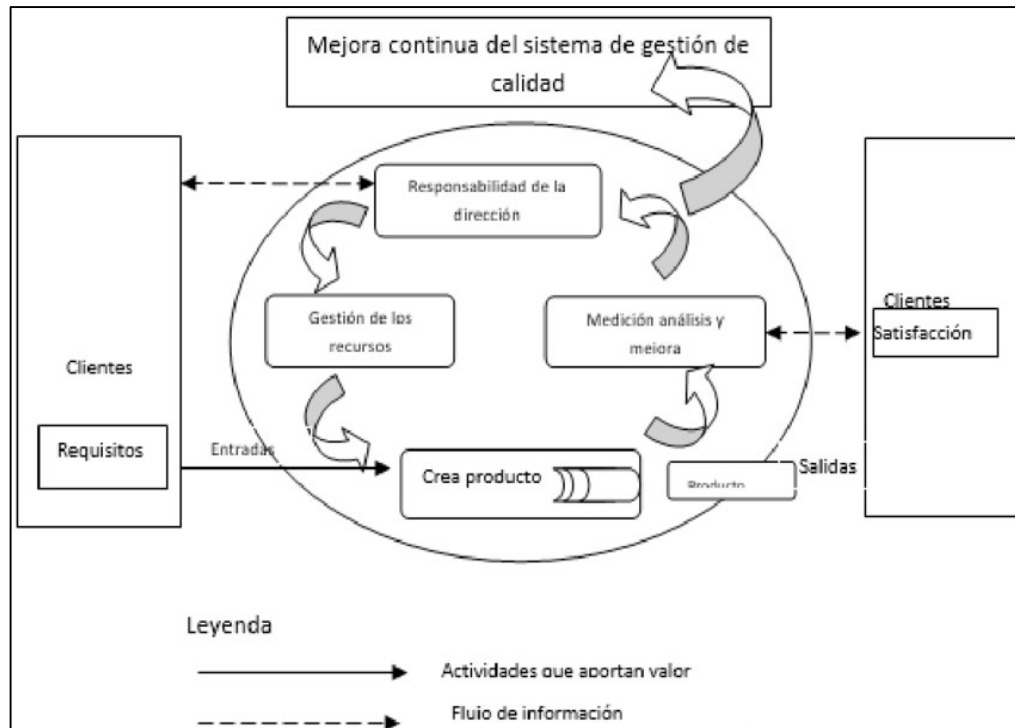 Mejora continua del sistema de gestión de
calidad
Responsabilidad de la
dirección
Gestión de los
recursos
Medición análisis y
mejora
Clientes
Satisfacción
Clientes
Requisitos
Entradas
Crea producto
Producto
Salidas
Leyenda
Actividades que aportan valor
Flujo de información